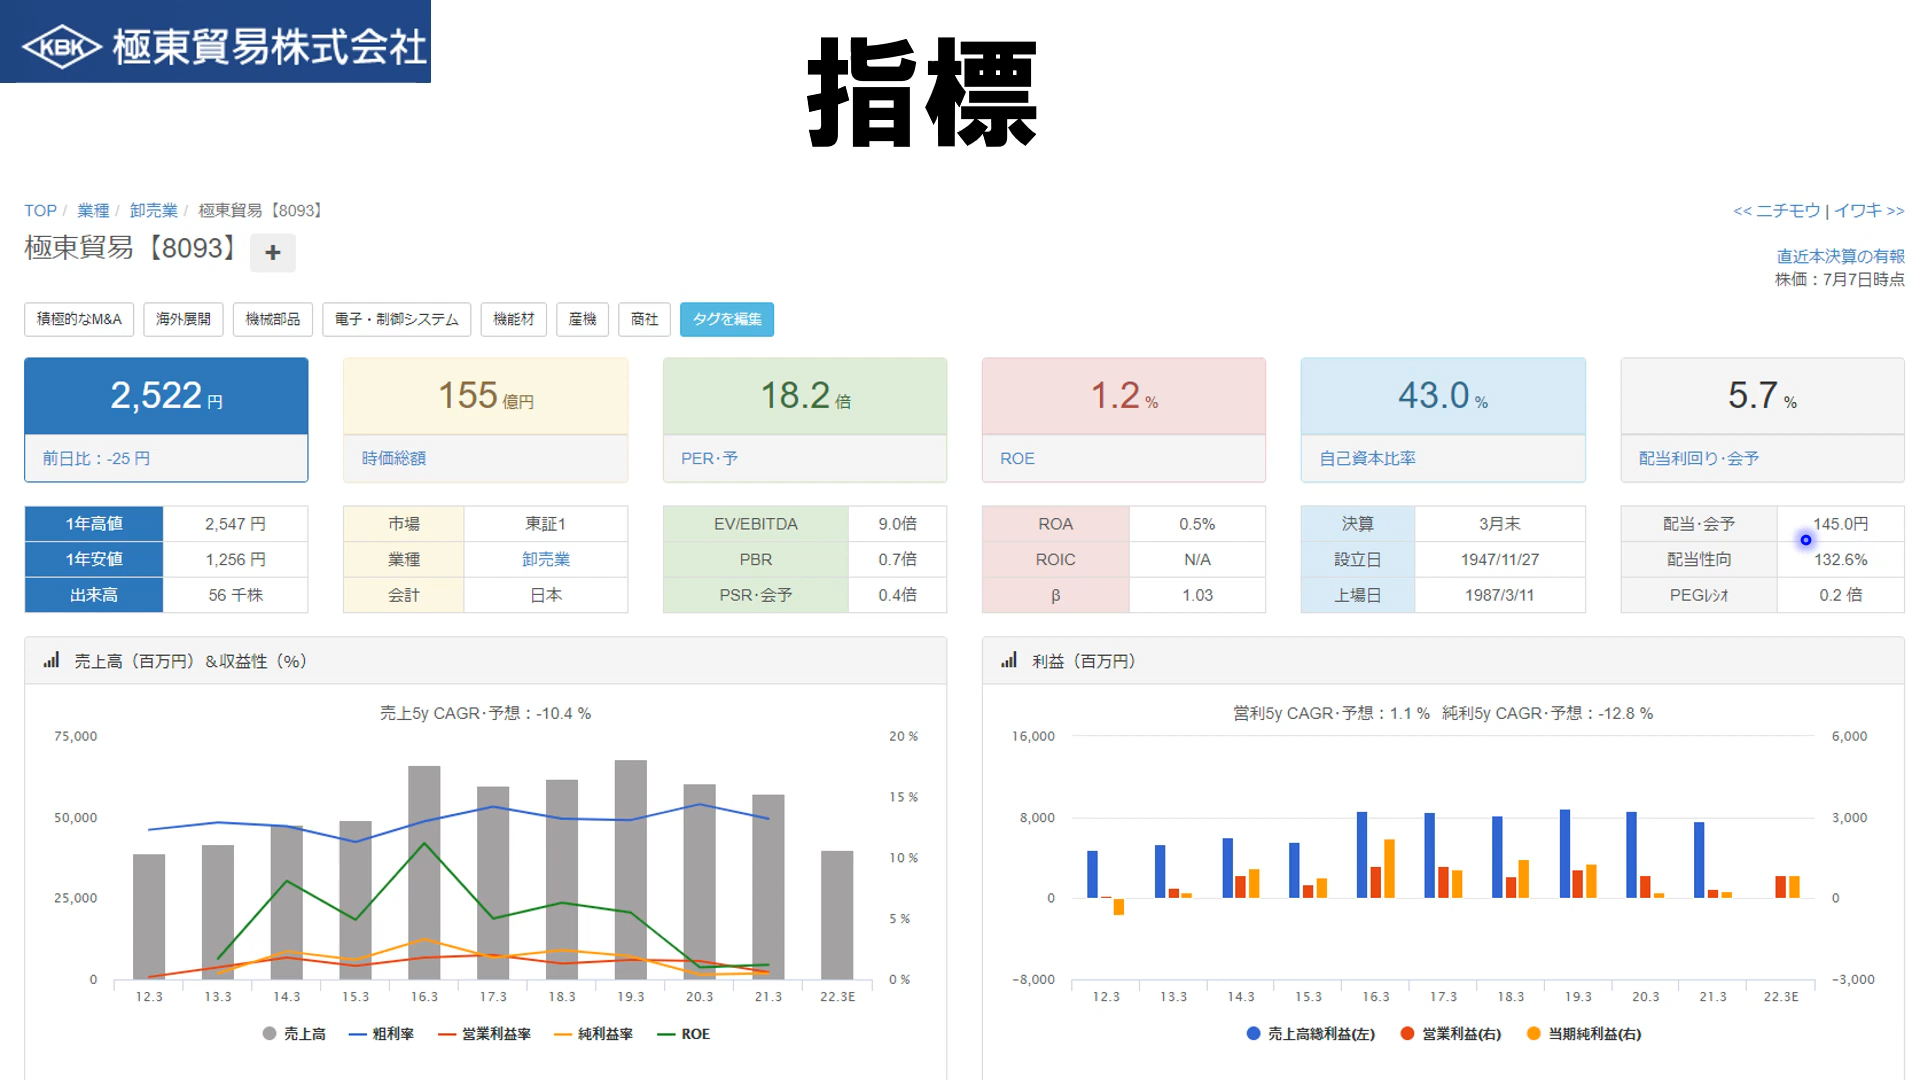 KBK 極東貿易株式会社
指標
TOP / 業種 / 卸売業 / 極東貿易【8093】
<< ニチモウ | イワキ >>
極東貿易【8093】 +
直近本決算の有報
株価：7月7日時点
積極的なM&A 海外展開 機械部品 電子・制御システム 機能材 産機 商社 タグを編集
2,522 円
前日比：-25 円
155 億円
時価総額
18.2 倍
PER･予
1.2 %
ROE
43.0 %
自己資本比率
5.7 %
配当利回り･会予
1年高値 2,547 円
1年安値 1,256 円
出来高 56 千株
市場 東証1
業種 卸売業
会計 日本
EV/EBITDA 9.0倍
PBR 0.7倍
PSR･会予 0.4倍
ROA 0.5%
ROIC N/A
β 1.03
決算 3月末
設立日 1947/11/27
上場日 1987/3/11
配当･会予 145.0円
配当性向 132.6%
PEGﾚｼｵ 0.2 倍
売上高（百万円）＆収益性（%）
売上5y CAGR･予想：-10.4 %
75,000
50,000
25,000
0
20 %
15 %
10 %
5 %
0 %
12.3 13.3 14.3 15.3 16.3 17.3 18.3 19.3 20.3 21.3 22.3E
売上高 粗利率 営業利益率 純利益率 ROE
利益（百万円）
営利5y CAGR･予想：1.1 % 純利5y CAGR･予想：-12.8 %
16,000
8,000
0
−8,000
6,000
3,000
0
−3,000
12.3 13.3 14.3 15.3 16.3 17.3 18.3 19.3 20.3 21.3 22.3E
売上高総利益(左) 営業利益(右) 当期純利益(右)